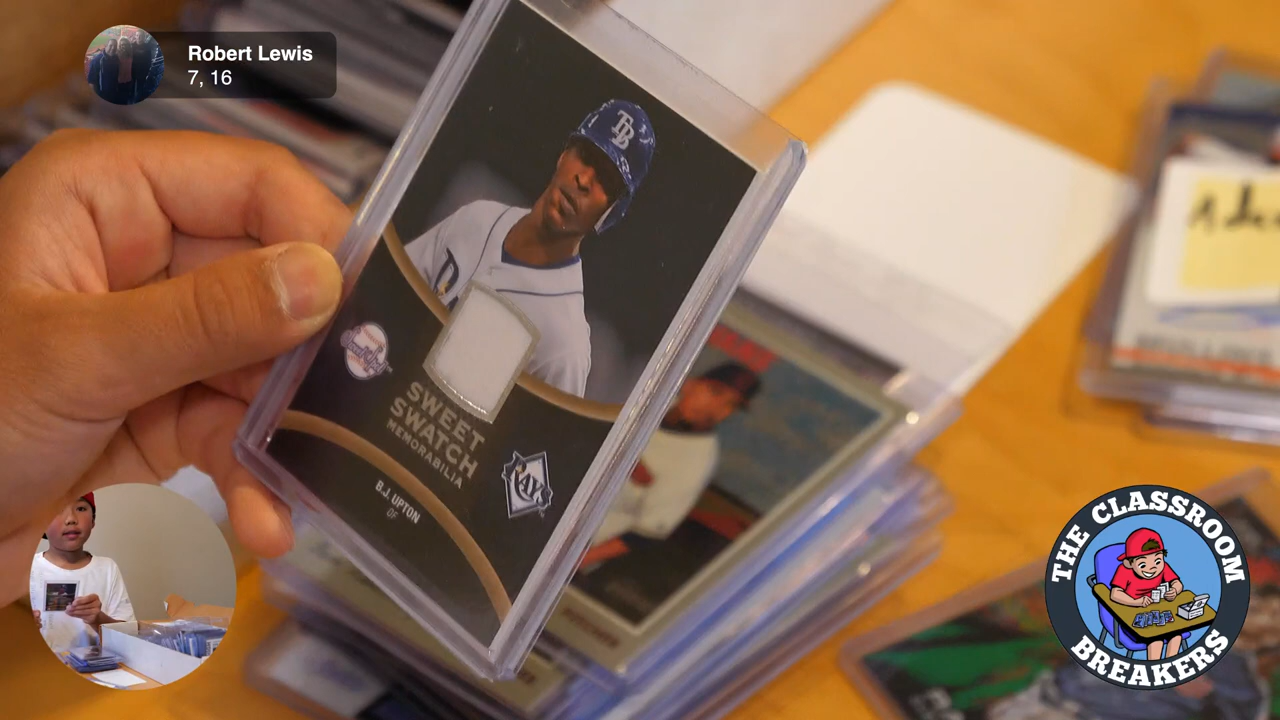 Robert Lewis
7, 16
TB
SWEET
SWATCH
MEMORABILIA
RAYS
B.J. UPTON
OF
THE CLASSROOM
BREAKERS